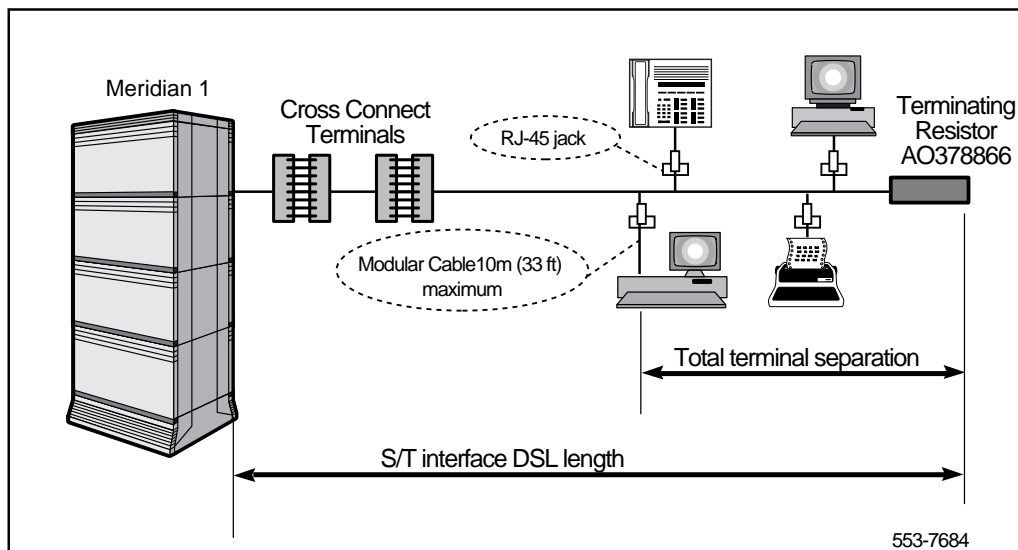 Meridian 1
Cross Connect
Terminals
RJ-45 jack
Terminating
Resistor
AO378866
Modular Cable10m (33 ft)
maximum
Total terminal separation
S/T interface DSL length
553-7684